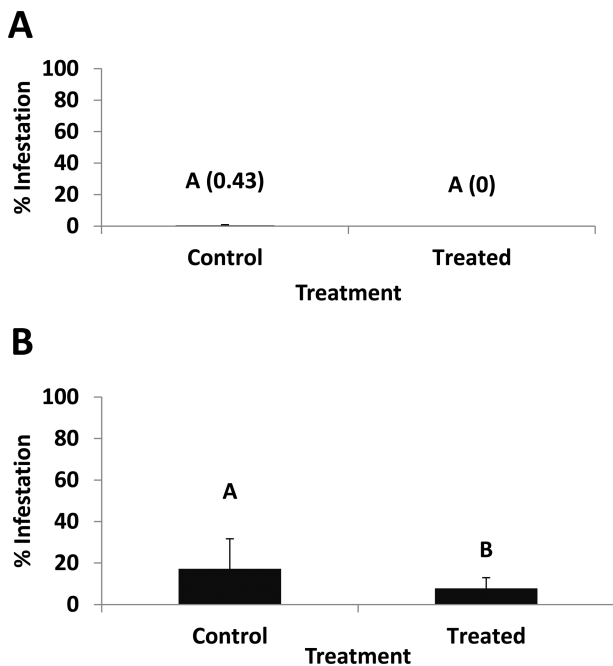 A
100
80
60
40
20
0
% Infestation
A (0.43)
A (0)
Control
Treated
Treatment
B
100
80
60
40
20
0
% Infestation
A
B
Control
Treated
Treatment